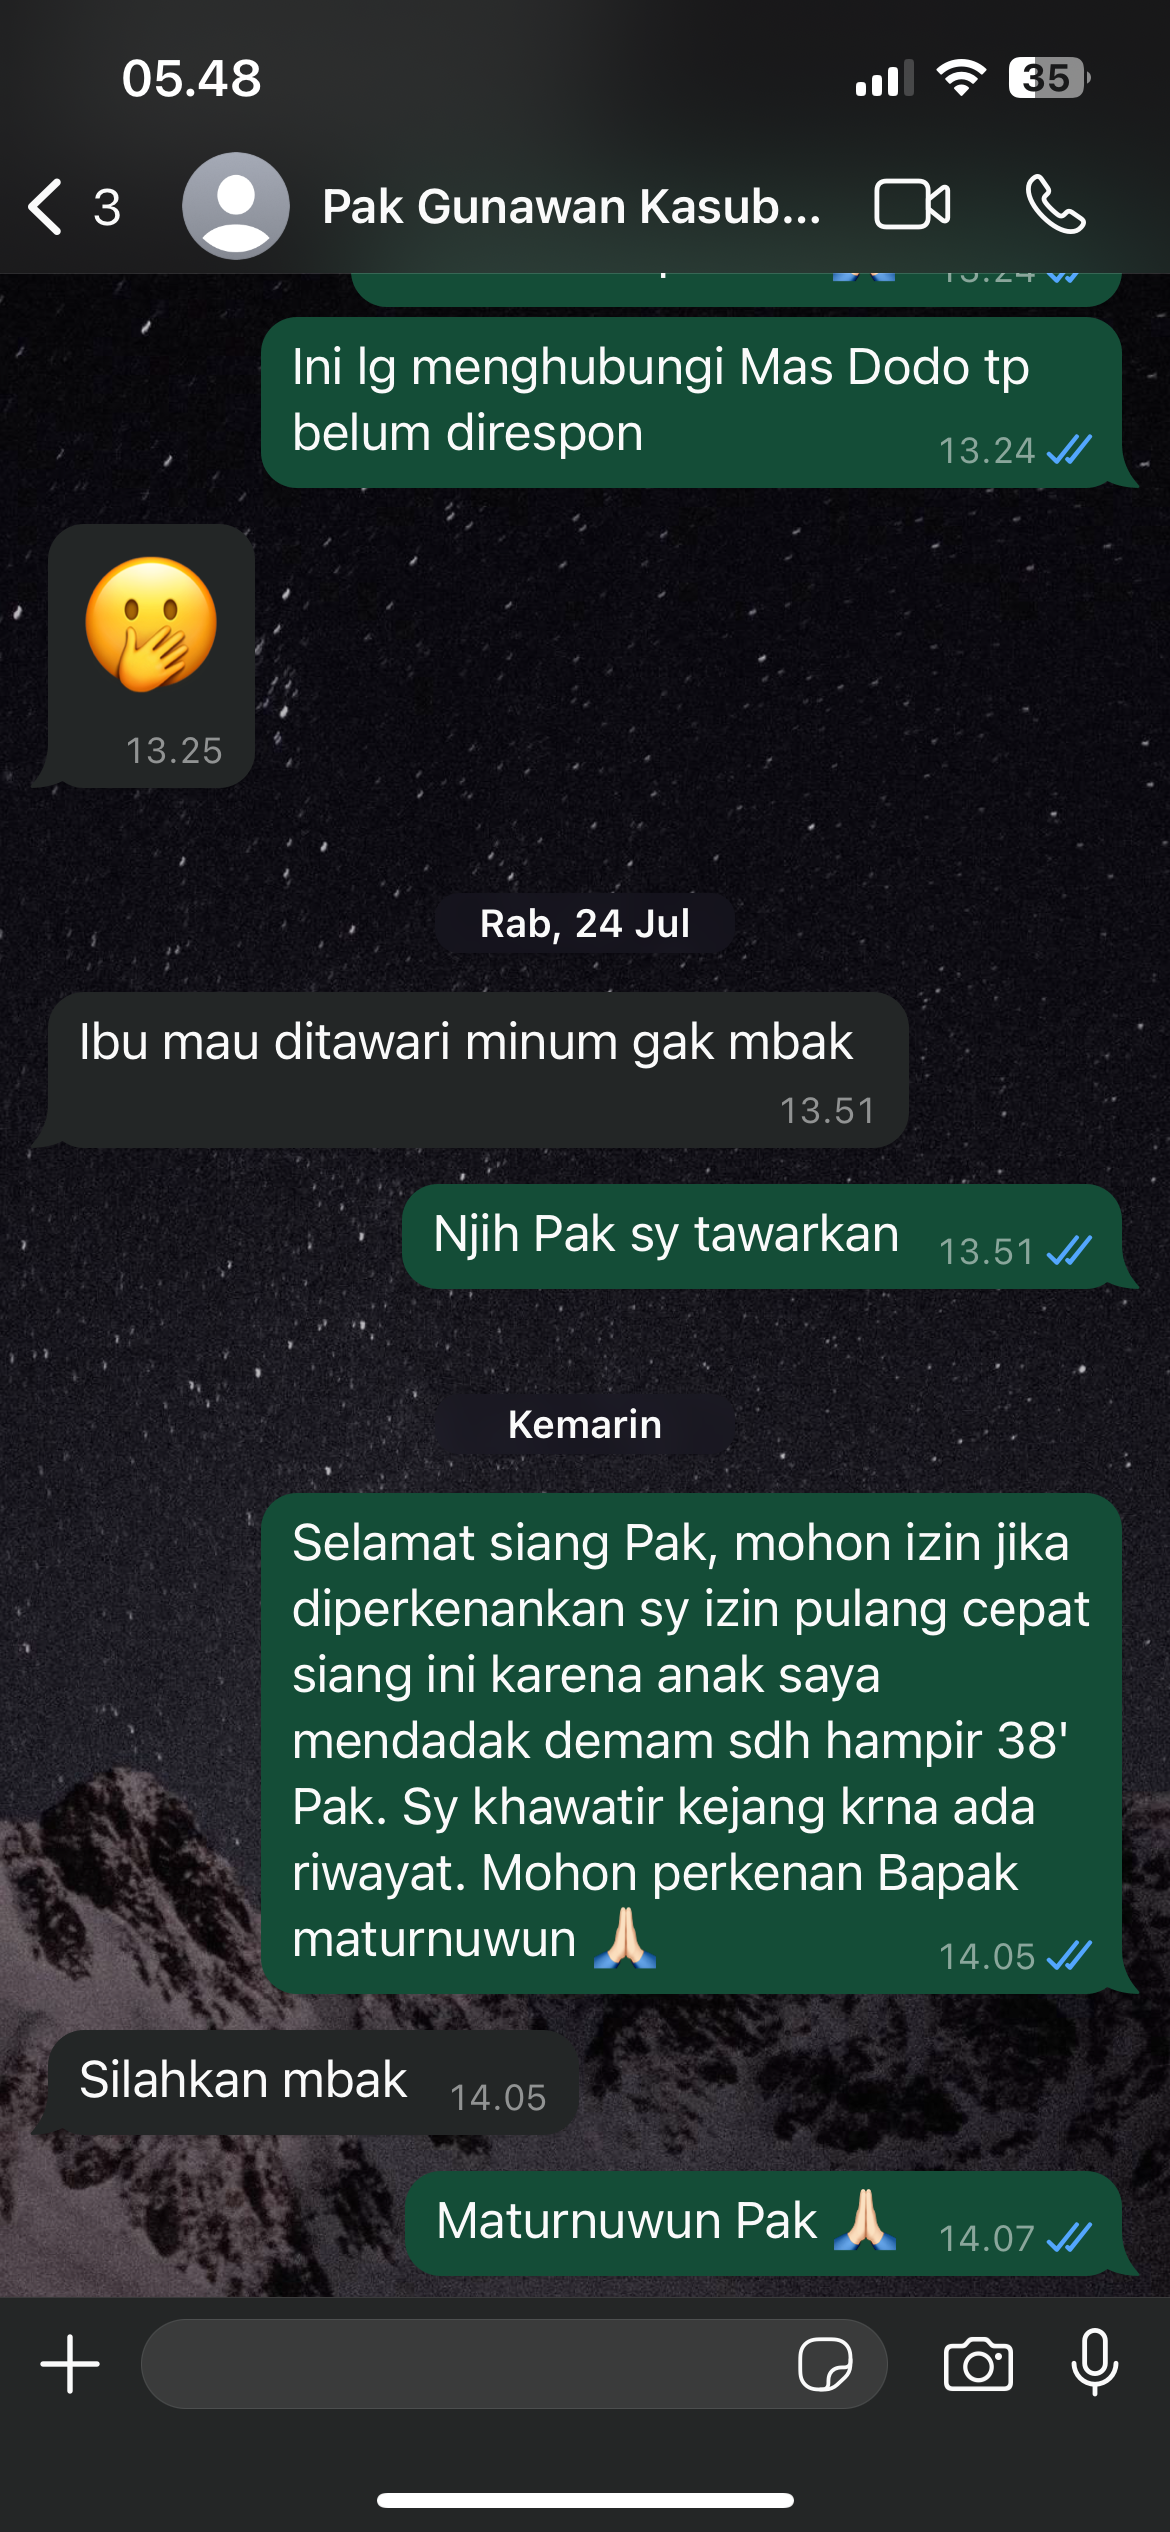 05.48
35
3
Pak Gunawan Kasub...
13.24
Ini lg menghubungi Mas Dodo tp
belum direspon
13.24
13.25
Rab, 24 Jul
Ibu mau ditawari minum gak mbak
13.51
Njih Pak sy tawarkan
13.51
Kemarin
Selamat siang Pak, mohon izin jika
diperkenankan sy izin pulang cepat
siang ini karena anak saya
mendadak demam sdh hampir 38'
Pak. Sy khawatir kejang krna ada
riwayat. Mohon perkenan Bapak
maturnuwun 🙏🏻
14.05
Silahkan mbak
14.05
Maturnuwun Pak 🙏🏻
14.07